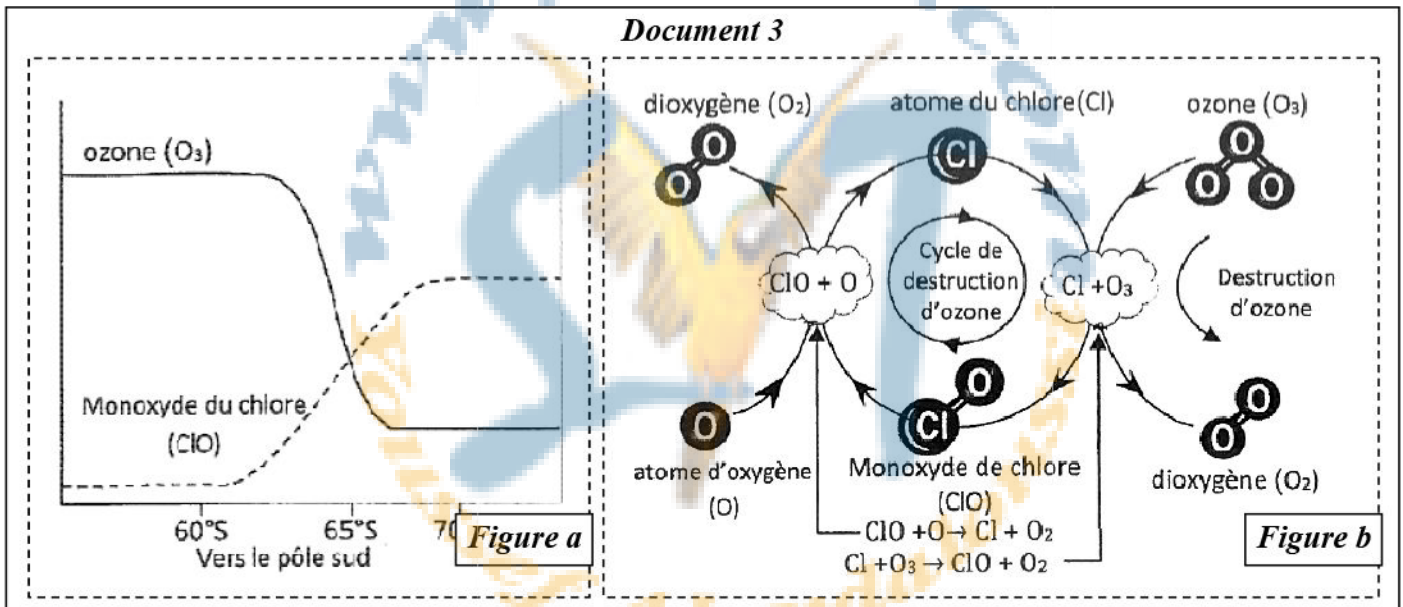 Document 3
ozone (O₃)
Monoxyde du chlore
(ClO)
60°S
65°S
Vers le pôle sud
Figure a
dioxygène (O₂)
atome du chlore(Cl)
ozone (O₃)
O
O
Cl
O
O
O
ClO + O
Cycle de
destruction
d'ozone
Cl +O₃
Destruction
d'ozone
O
Cl
O
O
O
atome d'oxygène
(O)
Monoxyde de chlore
(ClO)
dioxygène (O₂)
ClO +O→ Cl + O₂
Cl +O₃ → ClO + O₂
Figure b